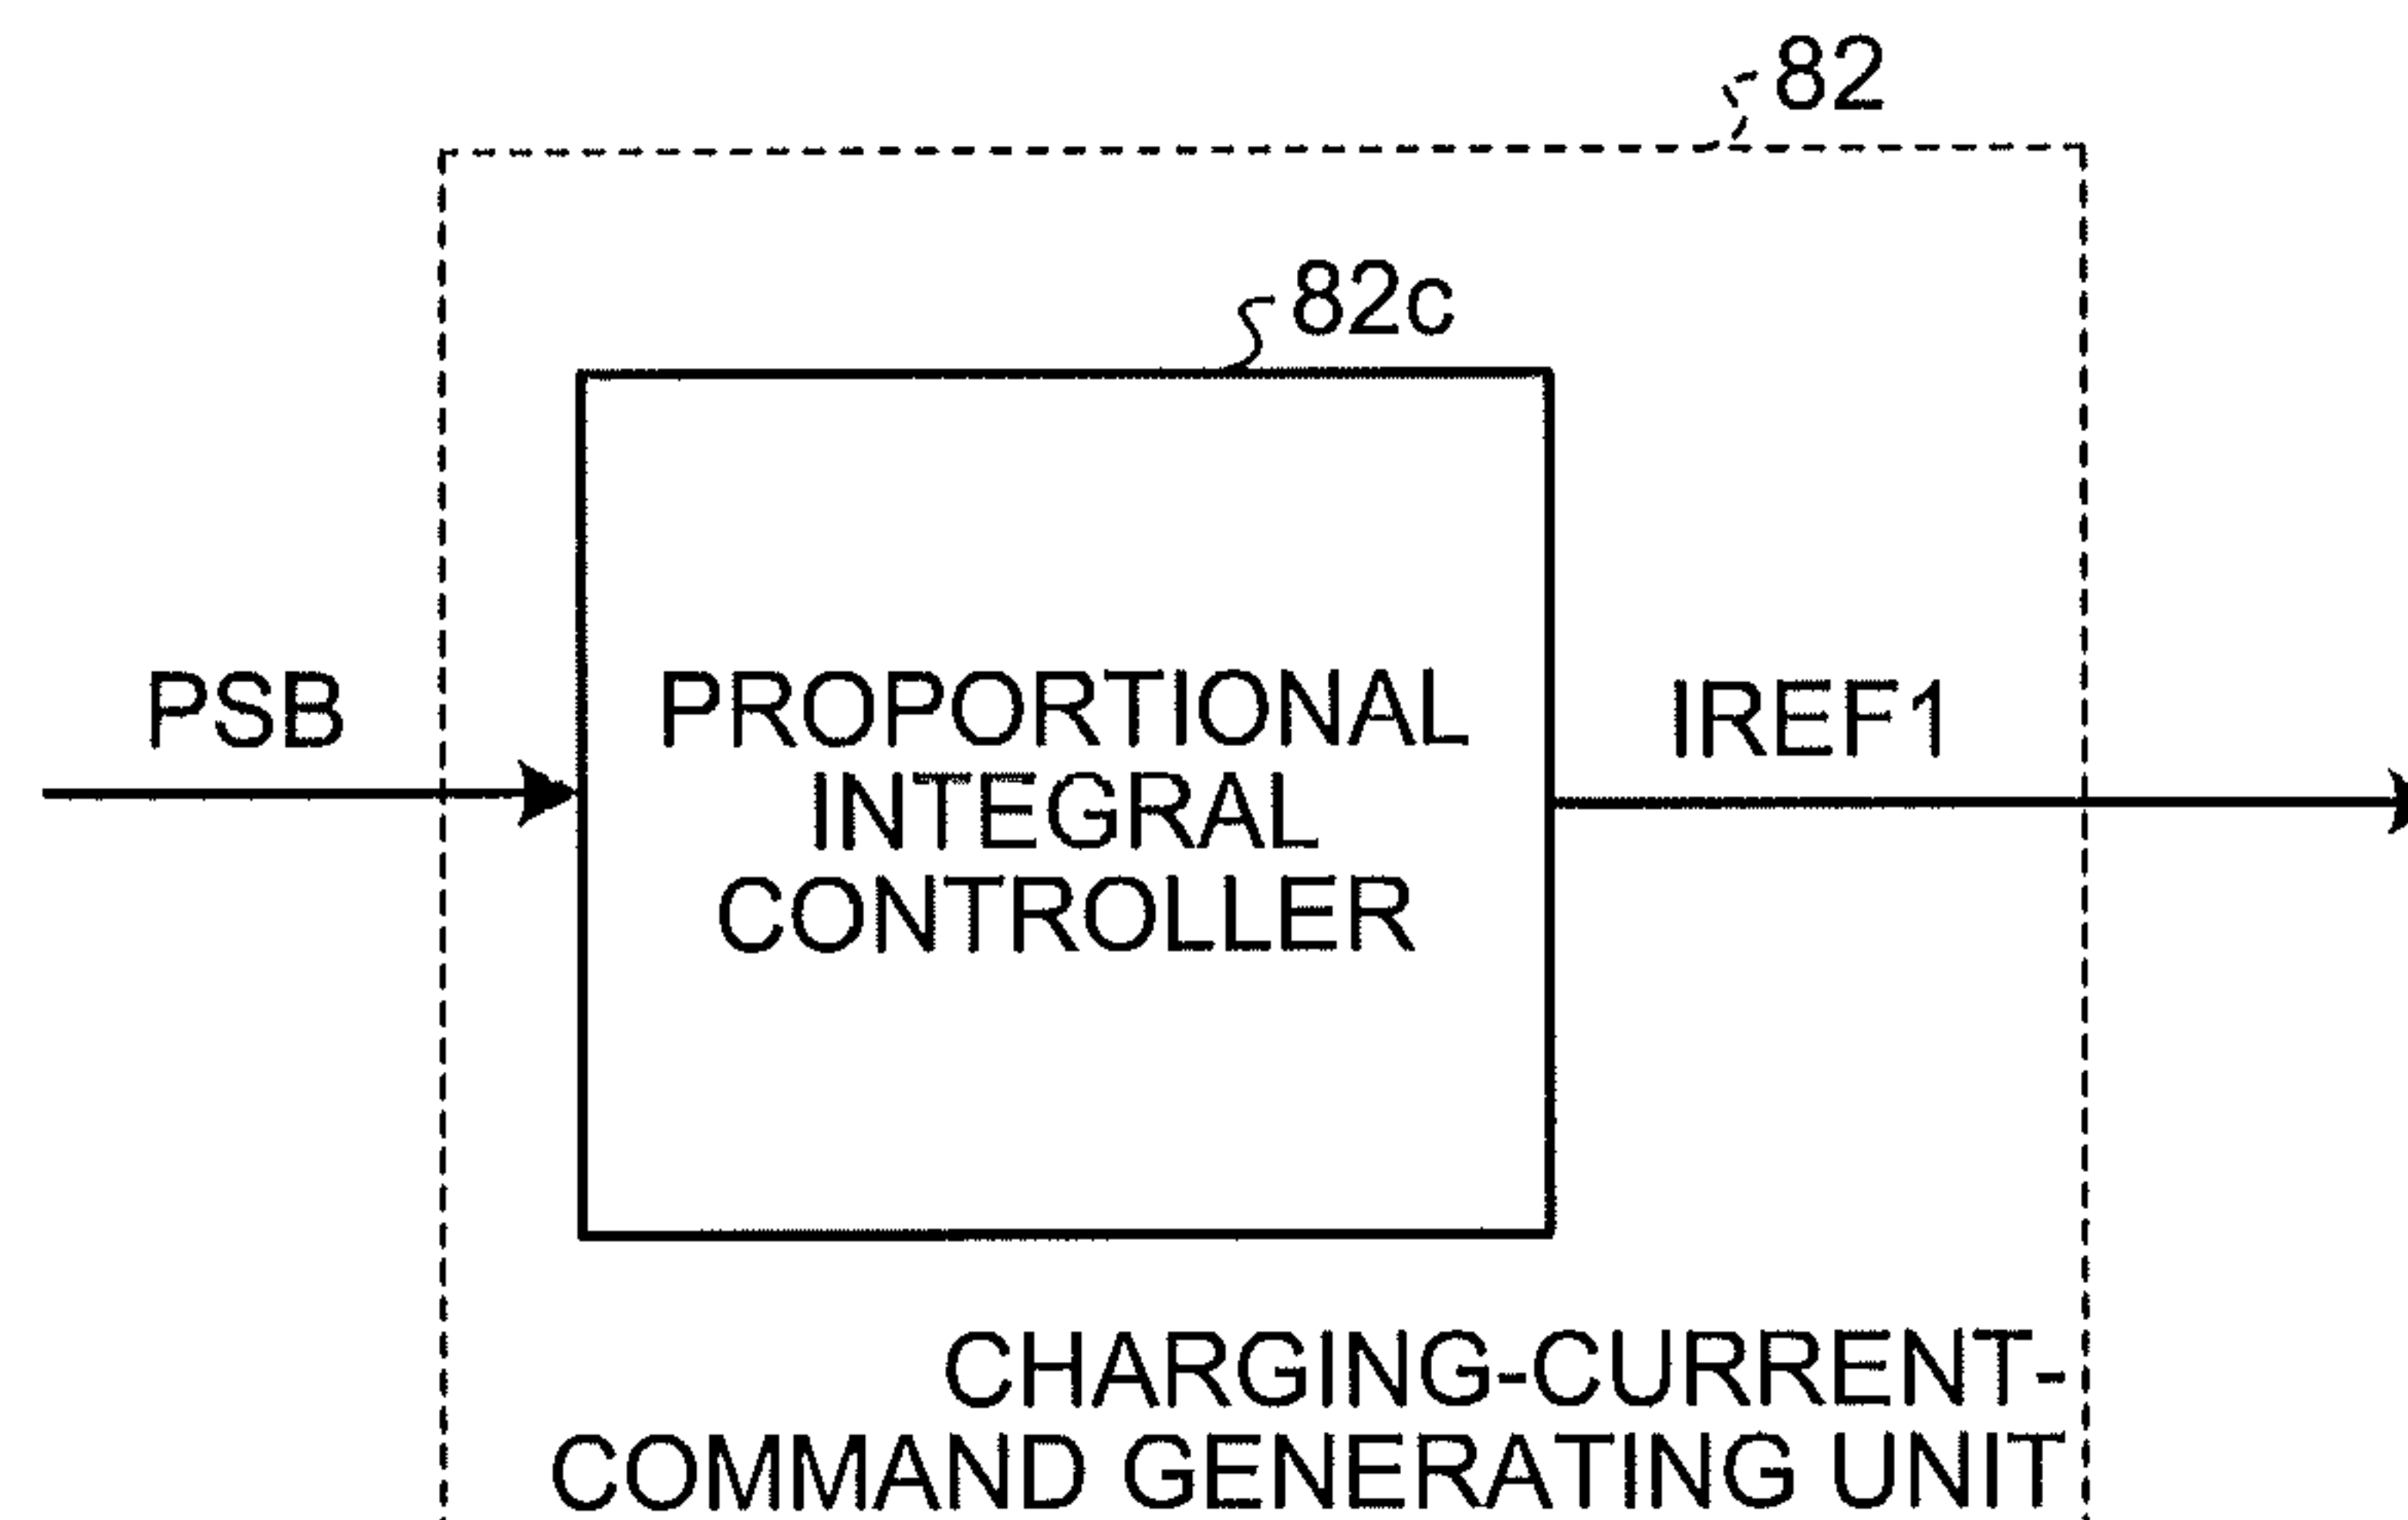 82
82c
PSB
PROPORTIONAL
INTEGRAL
CONTROLLER
IREF1
CHARGING-CURRENT-
COMMAND GENERATING UNIT